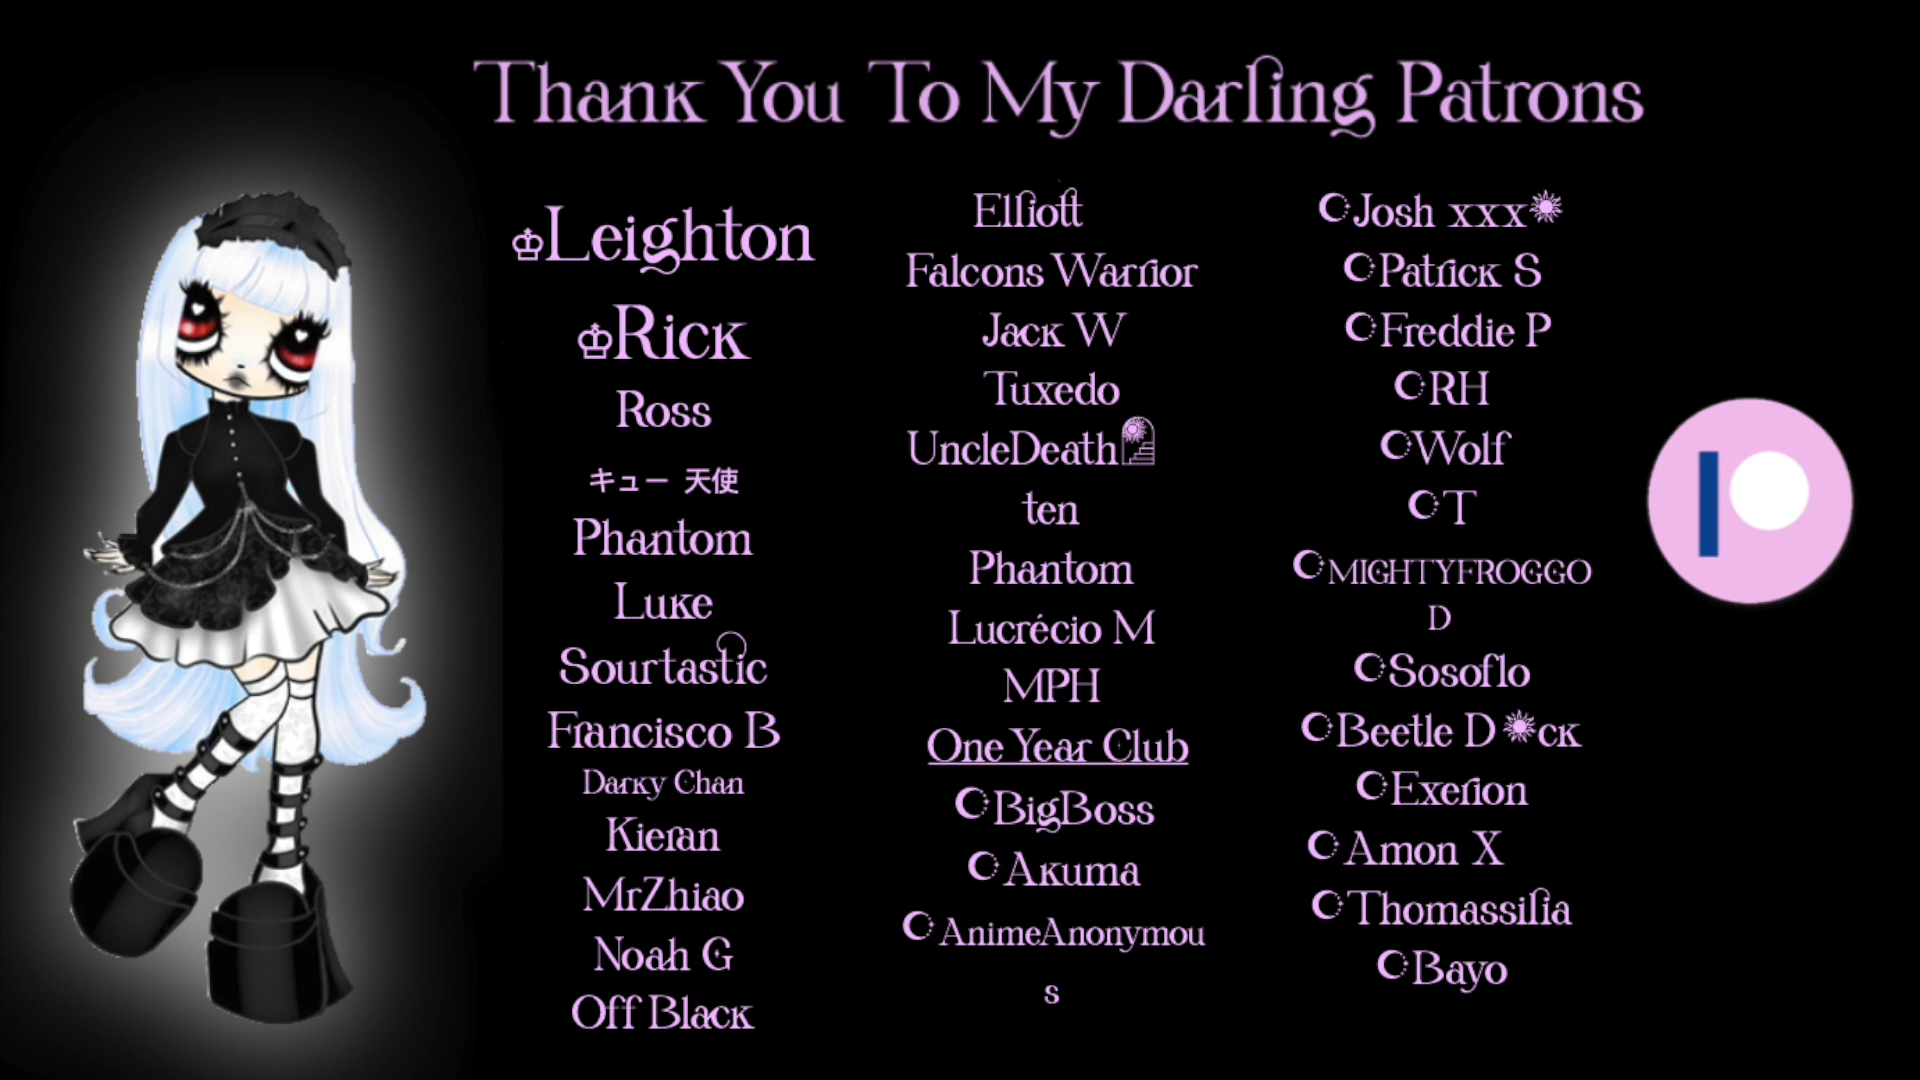 Thank You To My Darling Patrons
♔Leighton
♔Rick
Ross
キュー 天使
Phantom
Luke
Sourtastic
Francisco B
Darky Chan
Kieran
MrZhiao
Noah G
Off Black
Elliott
Falcons Warrior
Jack W
Tuxedo
UncleDeath
ten
Phantom
Lucrécio M
MPH
One Year Club
BigBoss
Akuma
AnimeAnonymou
s
Josh xxx
Patrick S
Freddie P
RH
Wolf
T
MIGHTYFROGGO
D
Sosoflo
Beetle D☀ck
Exerion
Amon X
Thomassilia
Bayo